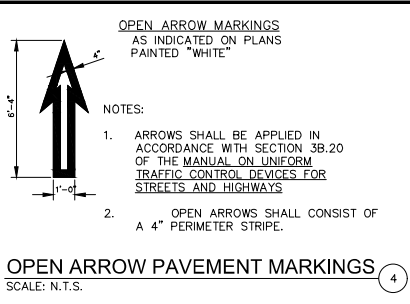 OPEN ARROW MARKINGS
AS INDICATED ON PLANS
PAINTED "WHITE"
4"
6'-4"
1'-0"
NOTES:
1. ARROWS SHALL BE APPLIED IN
ACCORDANCE WITH SECTION 3B.20
OF THE MANUAL ON UNIFORM
TRAFFIC CONTROL DEVICES FOR
STREETS AND HIGHWAYS
2. OPEN ARROWS SHALL CONSIST OF
A 4" PERIMETER STRIPE.
OPEN ARROW PAVEMENT MARKINGS
SCALE: N.T.S.
4